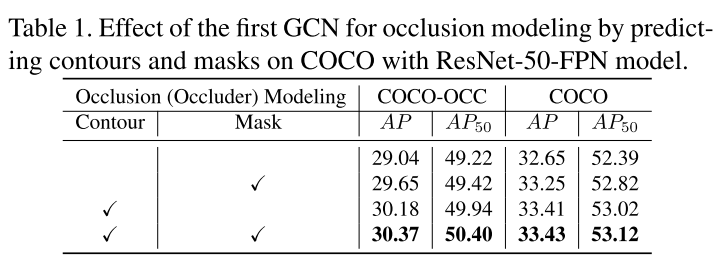 Table 1. Effect of the first GCN for occlusion modeling by predict-
ing contours and masks on COCO with ResNet-50-FPN model.
Occlusion (Occluder) Modeling COCO-OCC COCO
Contour Mask AP AP50 AP AP50
29.04 49.22 32.65 52.39
✓ 29.65 49.42 33.25 52.82
✓ 30.18 49.94 33.41 53.02
✓ ✓ 30.37 50.40 33.43 53.12